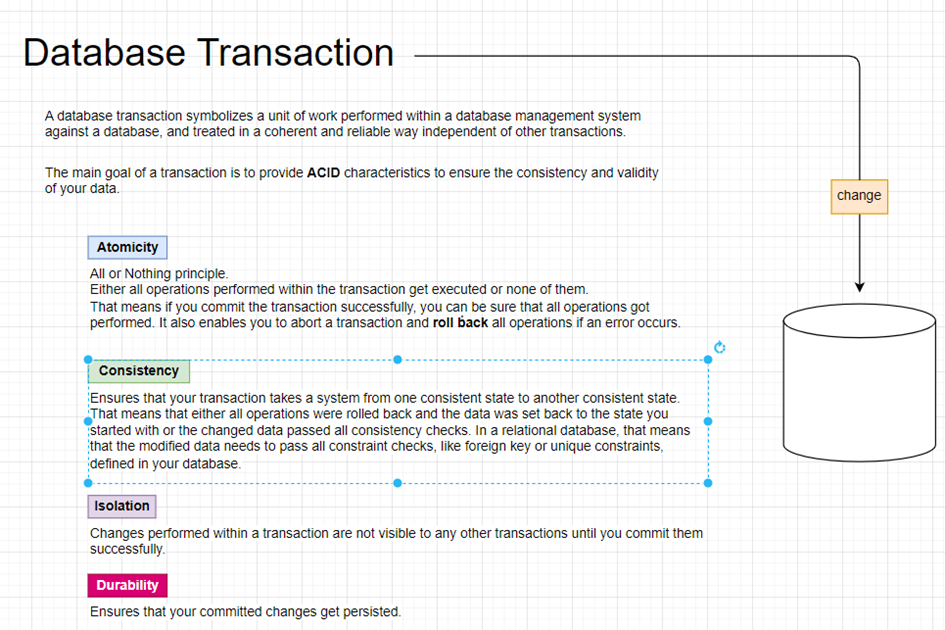 Database Transaction
A database transaction symbolizes a unit of work performed within a database management system
against a database, and treated in a coherent and reliable way independent of other transactions.
The main goal of a transaction is to provide ACID characteristics to ensure the consistency and validity
of your data.
change
Atomicity
All or Nothing principle.
Either all operations performed within the transaction get executed or none of them.
That means if you commit the transaction successfully, you can be sure that all operations got
performed. It also enables you to abort a transaction and roll back all operations if an error occurs.
Consistency
Ensures that your transaction takes a system from one consistent state to another consistent state.
That means that either all operations were rolled back and the data was set back to the state you
started with or the changed data passed all consistency checks. In a relational database, that means
that the modified data needs to pass all constraint checks, like foreign key or unique constraints,
defined in your database.
Isolation
Changes performed within a transaction are not visible to any other transactions until you commit them
successfully.
Durability
Ensures that your committed changes get persisted.